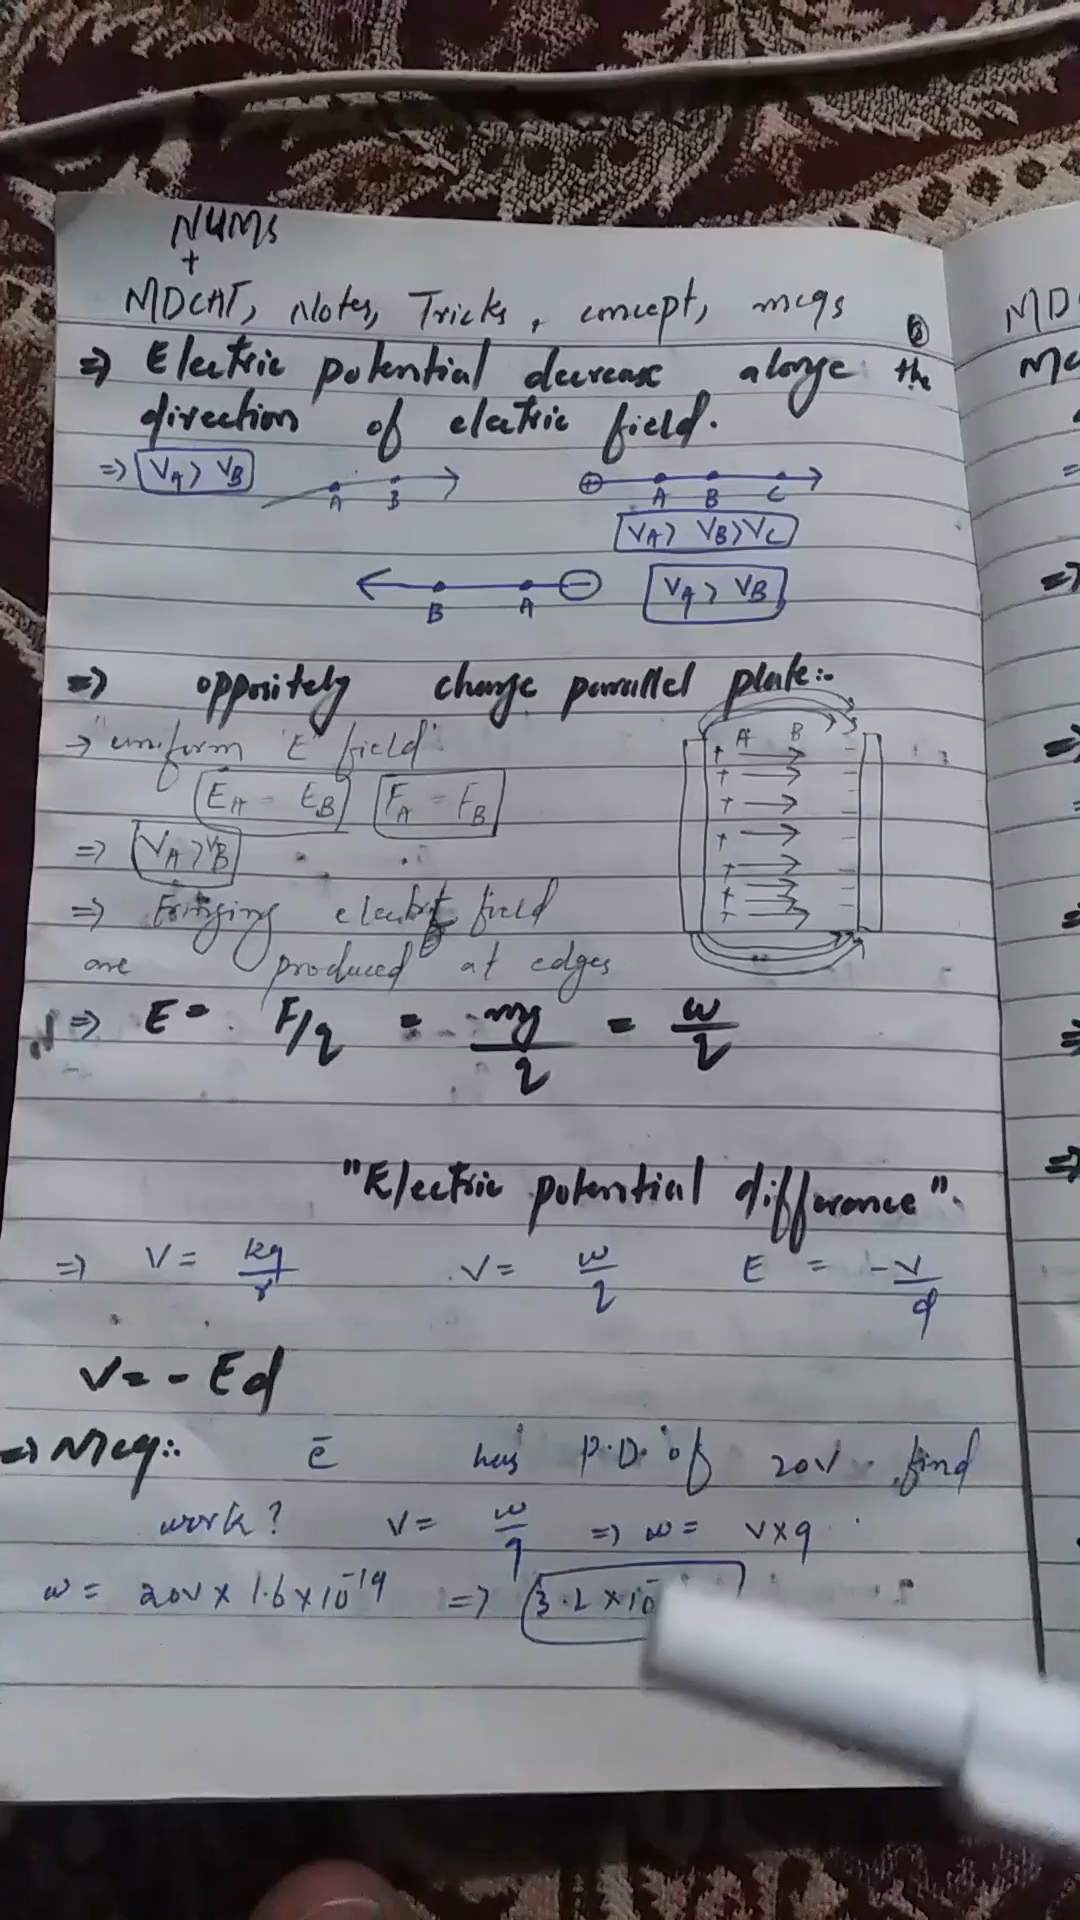 NUMS
+
MDCAT, Notes, Tricks, concept, mcqs
3
MD
⇒ Electric potential decrease alonge the
direction of electric field.
⇒ VA > VB
A B
+ A B C
VA > VB > VC
B A −
VA > VB
⇒ oppositely charge parallel plate:-
→ "uniform 'E' field"
EA = EB FA = FB
A B
⇒ VA > VB
⇒ Fringing electric field
are produced at edges
⇒ E = F/q = mg/q = w/q
"Electric potential difference".
⇒ V = kq/r V = w/q E = -V/d
V = - Ed
⇒ Mcq:- ē has P.D. of 20V find
work? V = w/q ⇒ w = V×q
w = 20V × 1.6×10⁻¹⁹ ⇒ 3.2 × 10